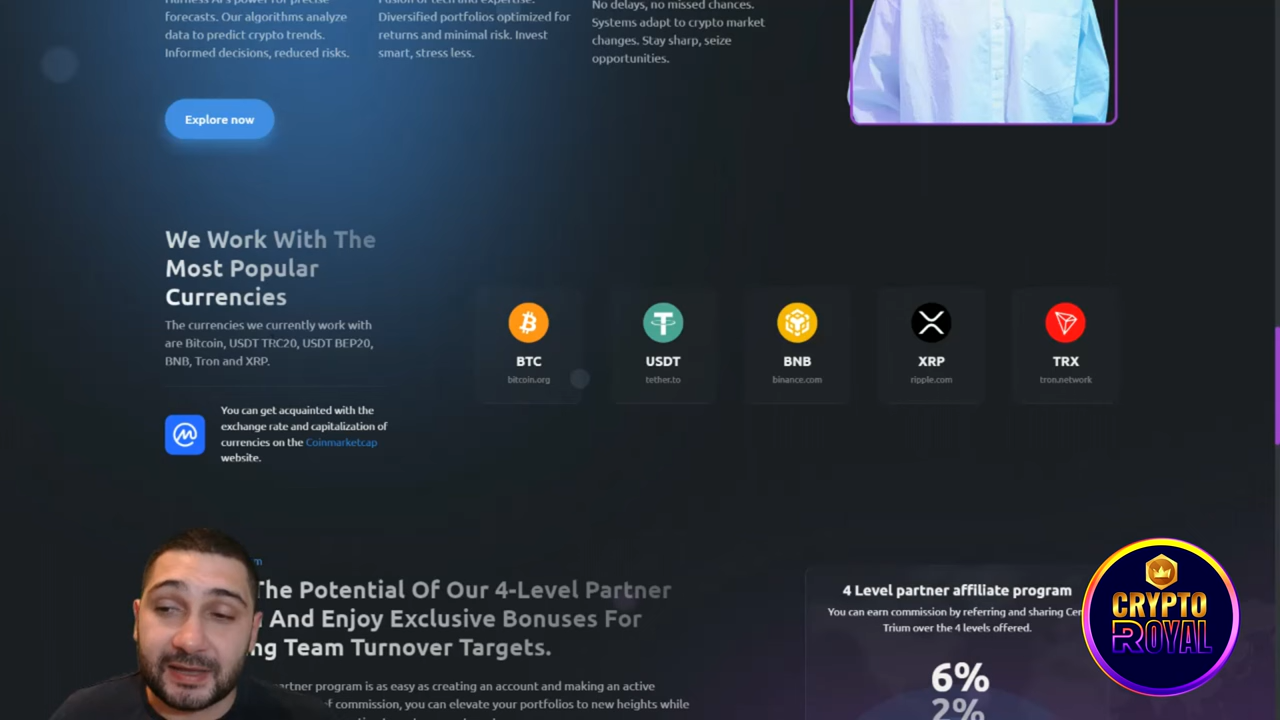 forecasts. Our algorithms analyze
data to predict crypto trends.
Informed decisions, reduced risks.
Diversified portfolios optimized for
returns and minimal risk. Invest
smart, stress less.
No delays, no missed chances.
Systems adapt to crypto market
changes. Stay sharp, seize
opportunities.
Explore now
We Work With The
Most Popular
Currencies
The currencies we currently work with
are Bitcoin, USDT TRC20, USDT BEP20,
BNB, Tron and XRP.
You can get acquainted with the
exchange rate and capitalization of
currencies on the Coinmarketcap
website.
BTC
bitcoin.org
USDT
tether.to
BNB
binance.com
XRP
ripple.com
TRX
tron.network
The Potential Of Our 4-Level Partner
And Enjoy Exclusive Bonuses For
Team Turnover Targets.
program is as easy as creating an account and making an active
commission, you can elevate your portfolios to new heights while
4 Level partner affiliate program
You can earn commission by referring and sharing
Trium over the 4 levels offered.
6%
2%
CRYPTO
ROYAL